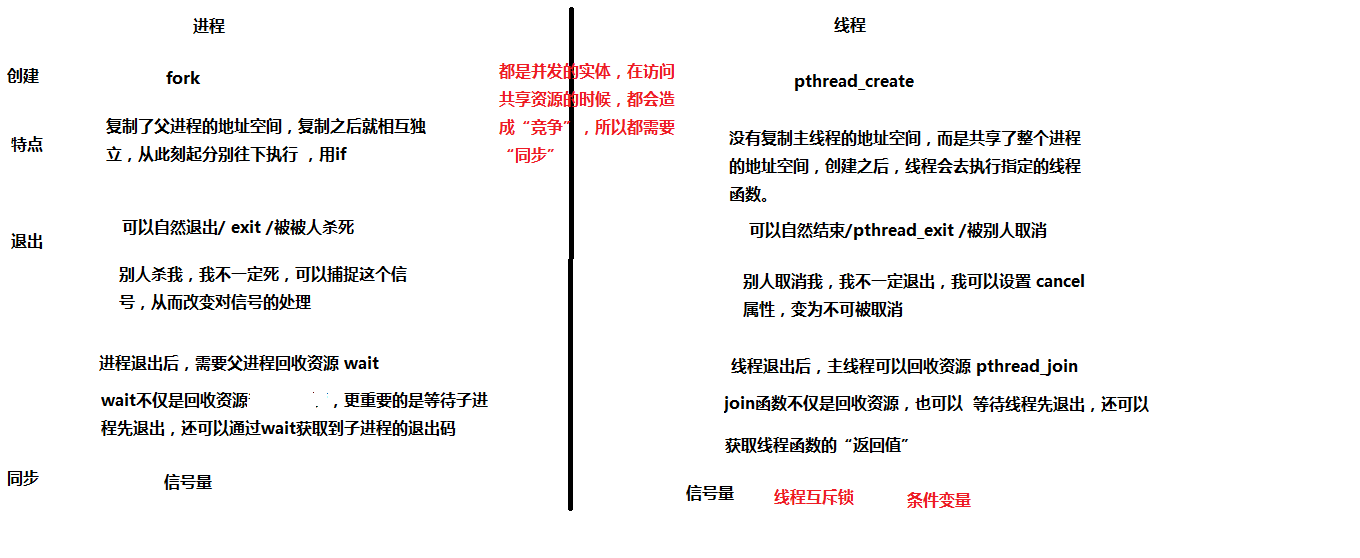 进程
线程
创建
fork
都是并发的实体，在访问
共享资源的时候，都会造
成“竞争”，所以都需要
“同步”
pthread_create
特点
复制了父进程的地址空间，复制之后就相互独
立，从此刻起分别往下执行 ，用if
没有复制主线程的地址空间，而是共享了整个进程
的地址空间，创建之后，线程会去执行指定的线程
函数。
退出
可以自然退出/ exit /被被人杀死
可以自然结束/pthread_exit /被别人取消
别人杀我，我不一定死，可以捕捉这个信
号，从而改变对信号的处理
别人取消我，我不一定退出，我可以设置 cancel
属性，变为不可被取消
进程退出后，需要父进程回收资源 wait
线程退出后，主线程可以回收资源 pthread_join
wait不仅是回收资源 ，更重要的是等待子进
程先退出，还可以通过wait获取到子进程的退出码
join函数不仅是回收资源，也可以 等待线程先退出，还可以
获取线程函数的“返回值”
同步
信号量
信号量 线程互斥锁 条件变量